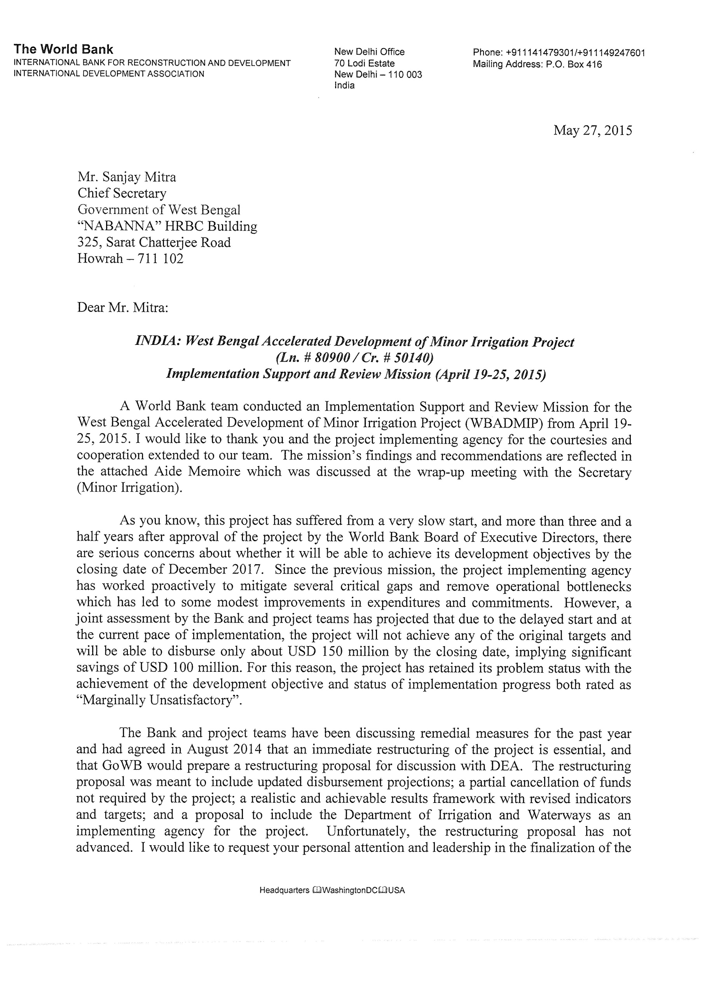 The World Bank
INTERNATIONAL BANK FOR RECONSTRUCTION AND DEVELOPMENT
INTERNATIONAL DEVELOPMENT ASSOCIATION
New Delhi Office
70 Lodi Estate
New Delhi – 110 003
India
Phone: +911141479301/+911149247601
Mailing Address: P.O. Box 416
May 27, 2015
Mr. Sanjay Mitra
Chief Secretary
Government of West Bengal
“NABANNA” HRBC Building
325, Sarat Chatterjee Road
Howrah – 711 102
Dear Mr. Mitra:
INDIA: West Bengal Accelerated Development of Minor Irrigation Project
(Ln. # 80900 / Cr. # 50140)
Implementation Support and Review Mission (April 19-25, 2015)
A World Bank team conducted an Implementation Support and Review Mission for the
West Bengal Accelerated Development of Minor Irrigation Project (WBADMIP) from April 19-
25, 2015. I would like to thank you and the project implementing agency for the courtesies and
cooperation extended to our team. The mission’s findings and recommendations are reflected in
the attached Aide Memoire which was discussed at the wrap-up meeting with the Secretary
(Minor Irrigation).
As you know, this project has suffered from a very slow start, and more than three and a
half years after approval of the project by the World Bank Board of Executive Directors, there
are serious concerns about whether it will be able to achieve its development objectives by the
closing date of December 2017. Since the previous mission, the project implementing agency
has worked proactively to mitigate several critical gaps and remove operational bottlenecks
which has led to some modest improvements in expenditures and commitments. However, a
joint assessment by the Bank and project teams has projected that due to the delayed start and at
the current pace of implementation, the project will not achieve any of the original targets and
will be able to disburse only about USD 150 million by the closing date, implying significant
savings of USD 100 million. For this reason, the project has retained its problem status with the
achievement of the development objective and status of implementation progress both rated as
“Marginally Unsatisfactory”.
The Bank and project teams have been discussing remedial measures for the past year
and had agreed in August 2014 that an immediate restructuring of the project is essential, and
that GoWB would prepare a restructuring proposal for discussion with DEA. The restructuring
proposal was meant to include updated disbursement projections; a partial cancellation of funds
not required by the project; a realistic and achievable results framework with revised indicators
and targets; and a proposal to include the Department of Irrigation and Waterways as an
implementing agency for the project. Unfortunately, the restructuring proposal has not
advanced. I would like to request your personal attention and leadership in the finalization of the
Headquarters WashingtonDC USA